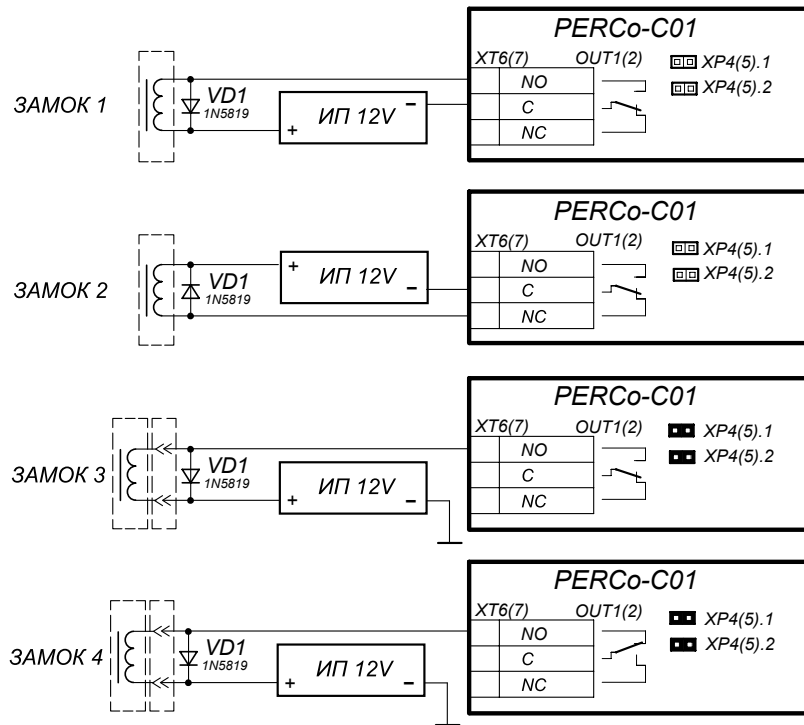 PERCo-C01
XT6(7) OUT1(2) XP4(5).1
NO XP4(5).2
ЗАМОК 1 VD1 ИП 12V − C
1N5819
+ NC
PERCo-C01
XT6(7) OUT1(2) XP4(5).1
+ ИП 12V NO XP4(5).2
ЗАМОК 2 VD1 − C
1N5819
NC
PERCo-C01
XT6(7) OUT1(2) XP4(5).1
NO XP4(5).2
ЗАМОК 3 VD1 C
1N5819
+ ИП 12V − NC
PERCo-C01
XT6(7) OUT1(2) XP4(5).1
NO XP4(5).2
ЗАМОК 4 VD1 C
1N5819
+ ИП 12V − NC